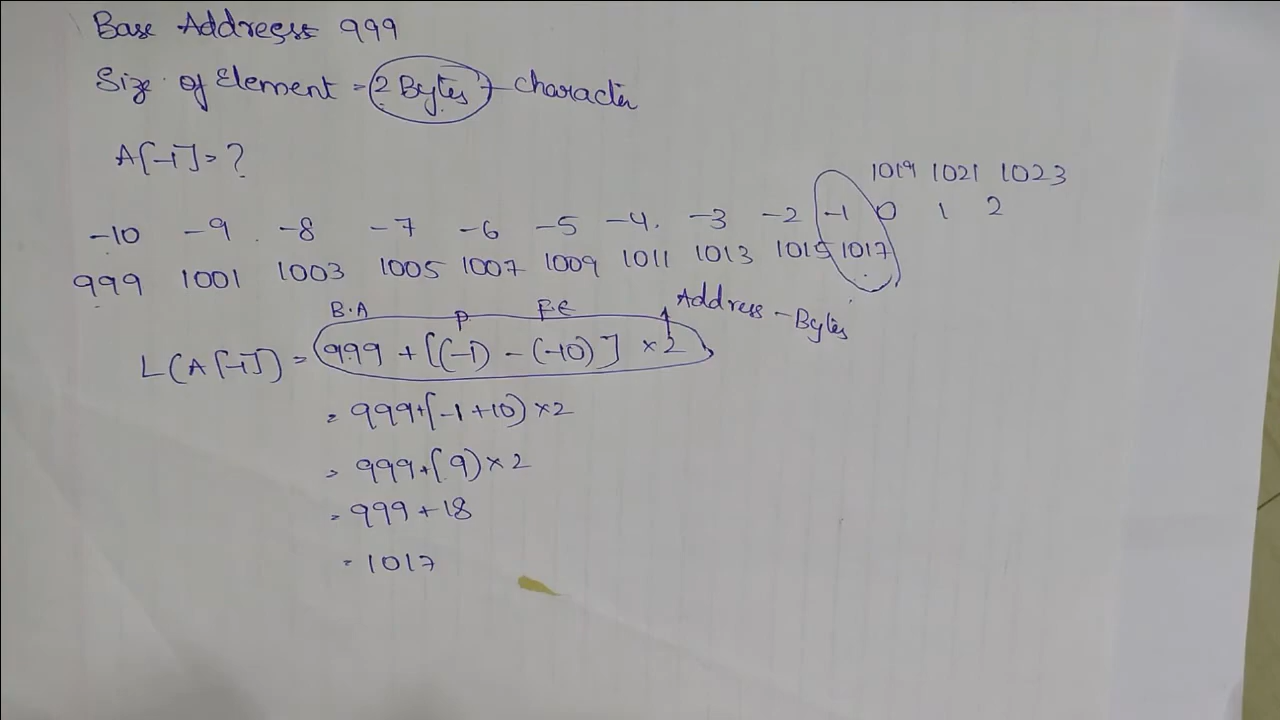 Base Address= 999
Size of Element = 2 Bytes - character
A[-1] = ?
1019 1021 1023
-10 -9 -8 -7 -6 -5 -4 -3 -2 -1 0 1 2
999 1001 1003 1005 1007 1009 1011 1013 1015 1017
B.A P F.E Address - Bytes
L(A[-1]) = 999 + [(-1) - (-10)] × 2
= 999+(-1+10)×2
= 999+(9)×2
= 999+18
= 1017